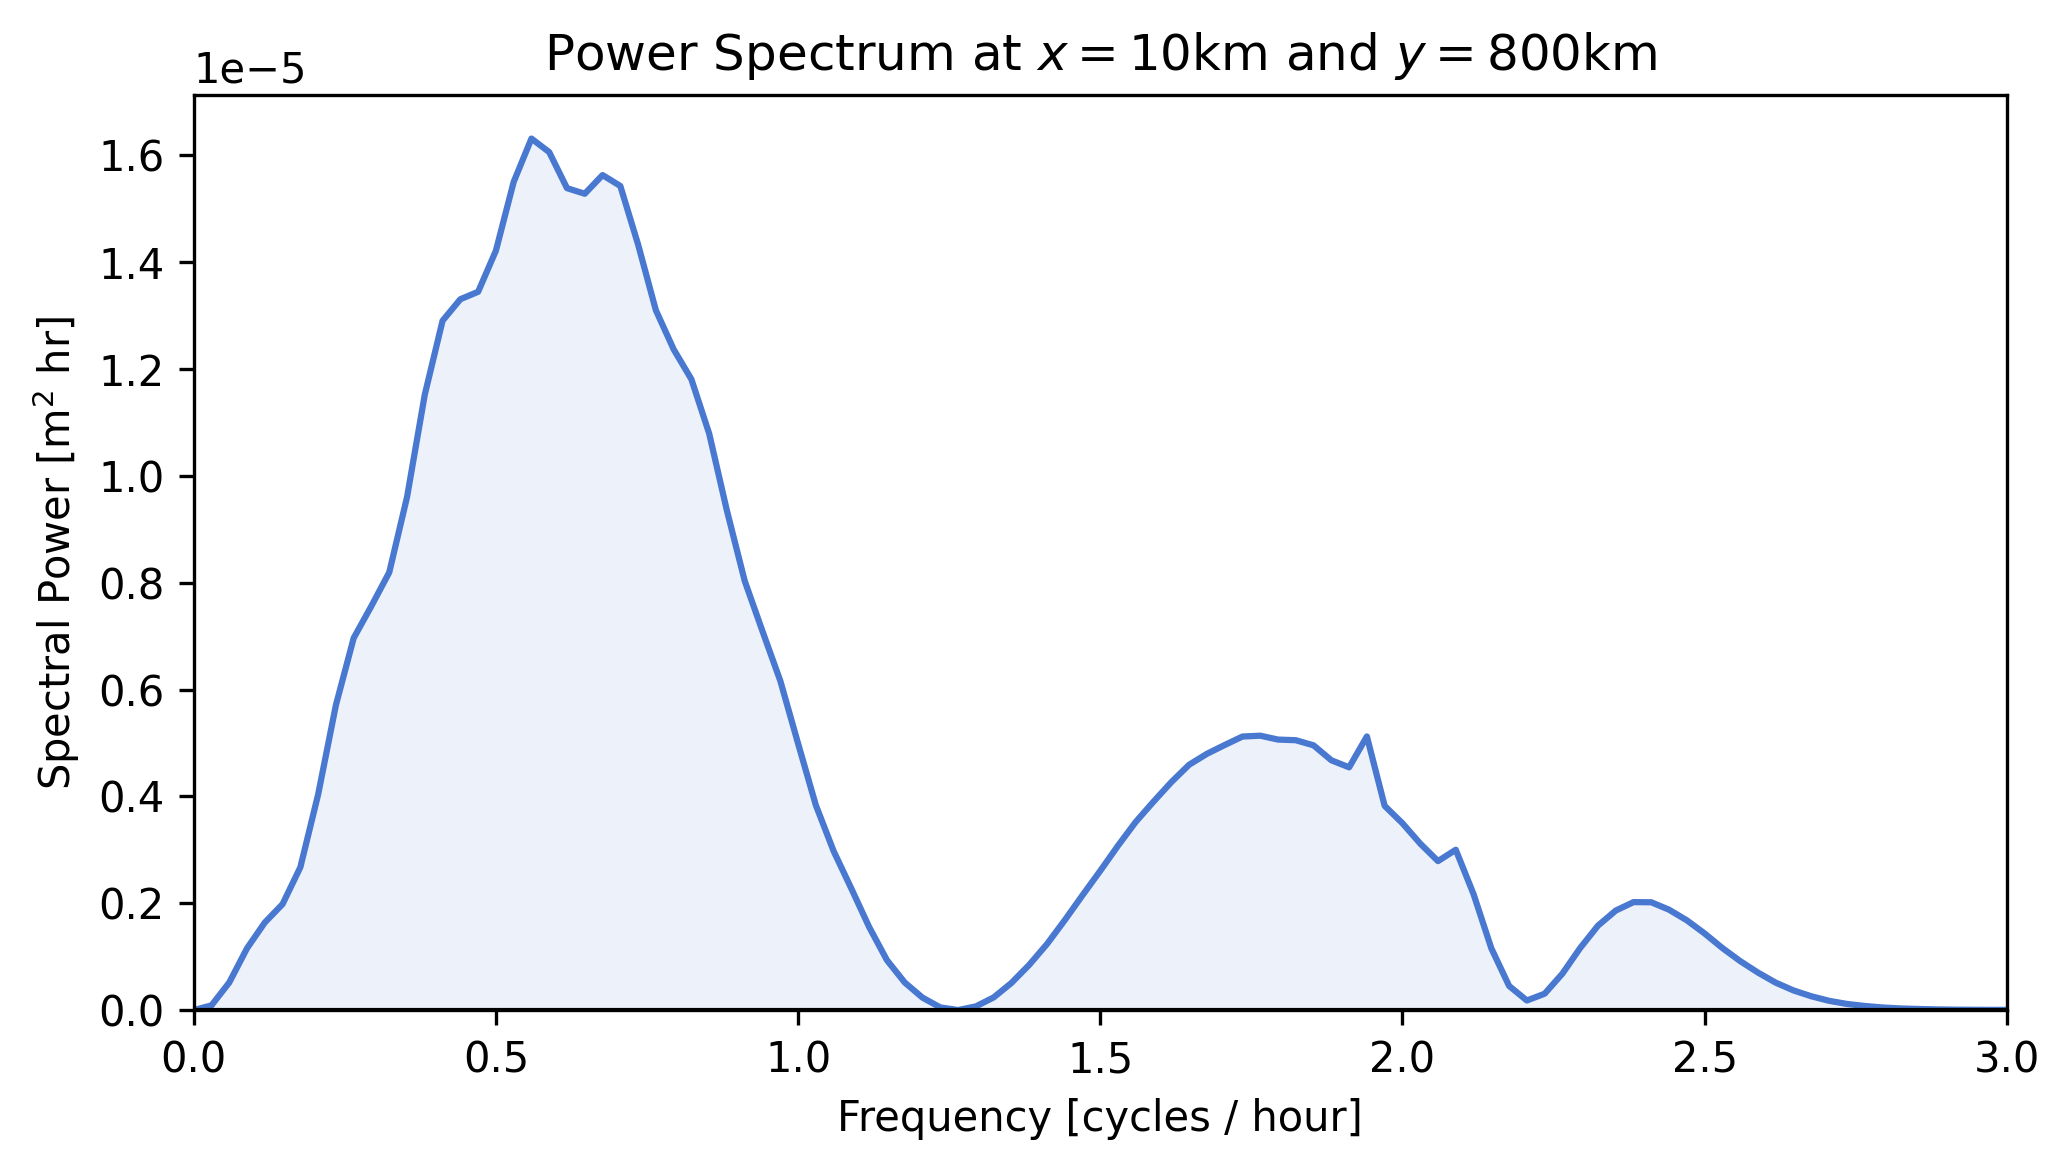 Power Spectrum at x = 10km and y = 800km
1e−5
1.6
1.4
1.2
1.0
0.8
0.6
0.4
0.2
0.0
Spectral Power [m² hr]
0.0 0.5 1.0 1.5 2.0 2.5 3.0
Frequency [cycles / hour]